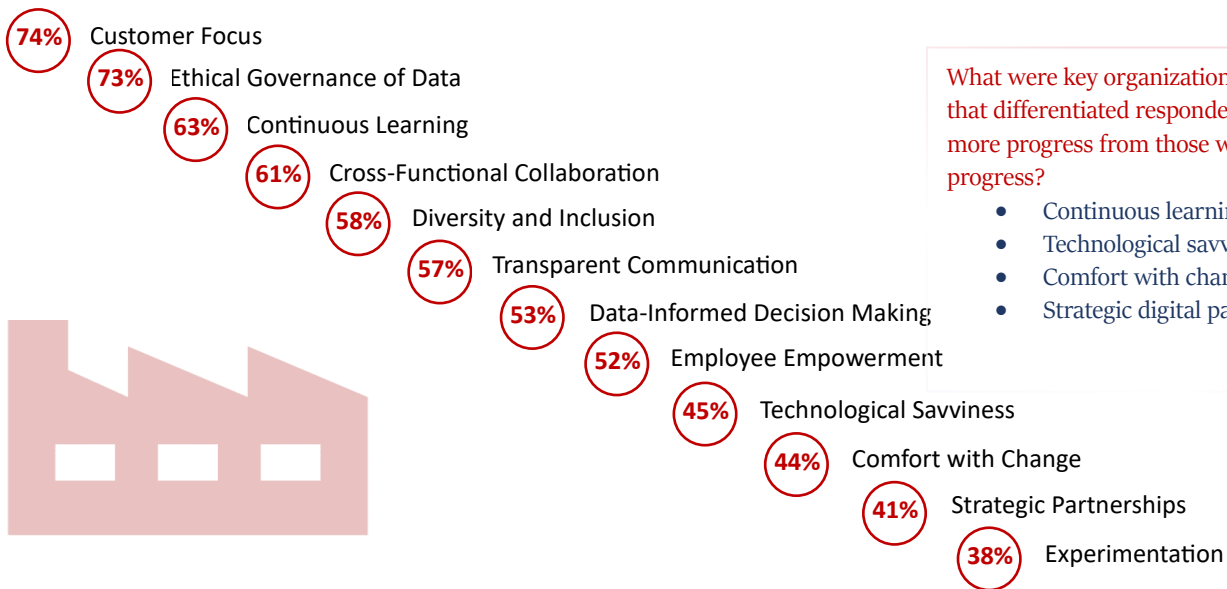 74% Customer Focus
73% Ethical Governance of Data
63% Continuous Learning
61% Cross-Functional Collaboration
58% Diversity and Inclusion
57% Transparent Communication
53% Data-Informed Decision Making
52% Employee Empowerment
45% Technological Savviness
44% Comfort with Change
41% Strategic Partnerships
38% Experimentation
What were key organization
that differentiated responde
more progress from those w
progress?
• Continuous learni
• Technological savv
• Comfort with chan
• Strategic digital pa